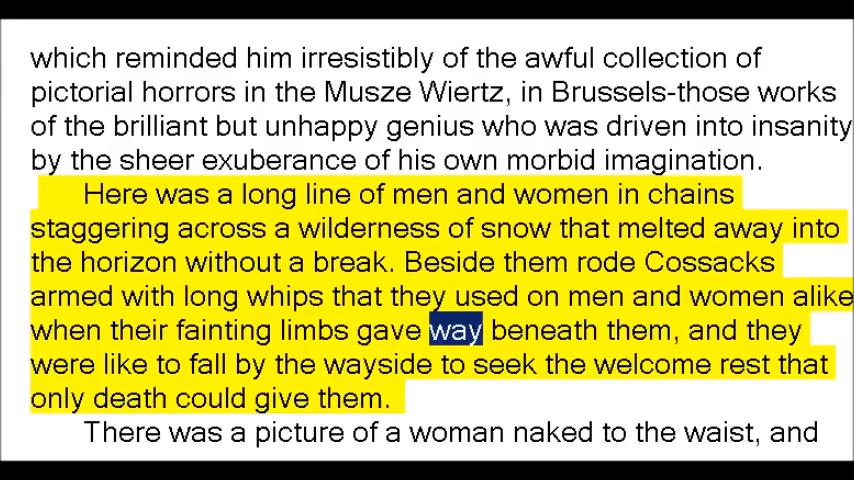 which reminded him irresistibly of the awful collection of
pictorial horrors in the Musze Wiertz, in Brussels-those works
of the brilliant but unhappy genius who was driven into insanity
by the sheer exuberance of his own morbid imagination.
Here was a long line of men and women in chains
staggering across a wilderness of snow that melted away into
the horizon without a break. Beside them rode Cossacks
armed with long whips that they used on men and women alike
when their fainting limbs gave way beneath them, and they
were like to fall by the wayside to seek the welcome rest that
only death could give them.
There was a picture of a woman naked to the waist, and